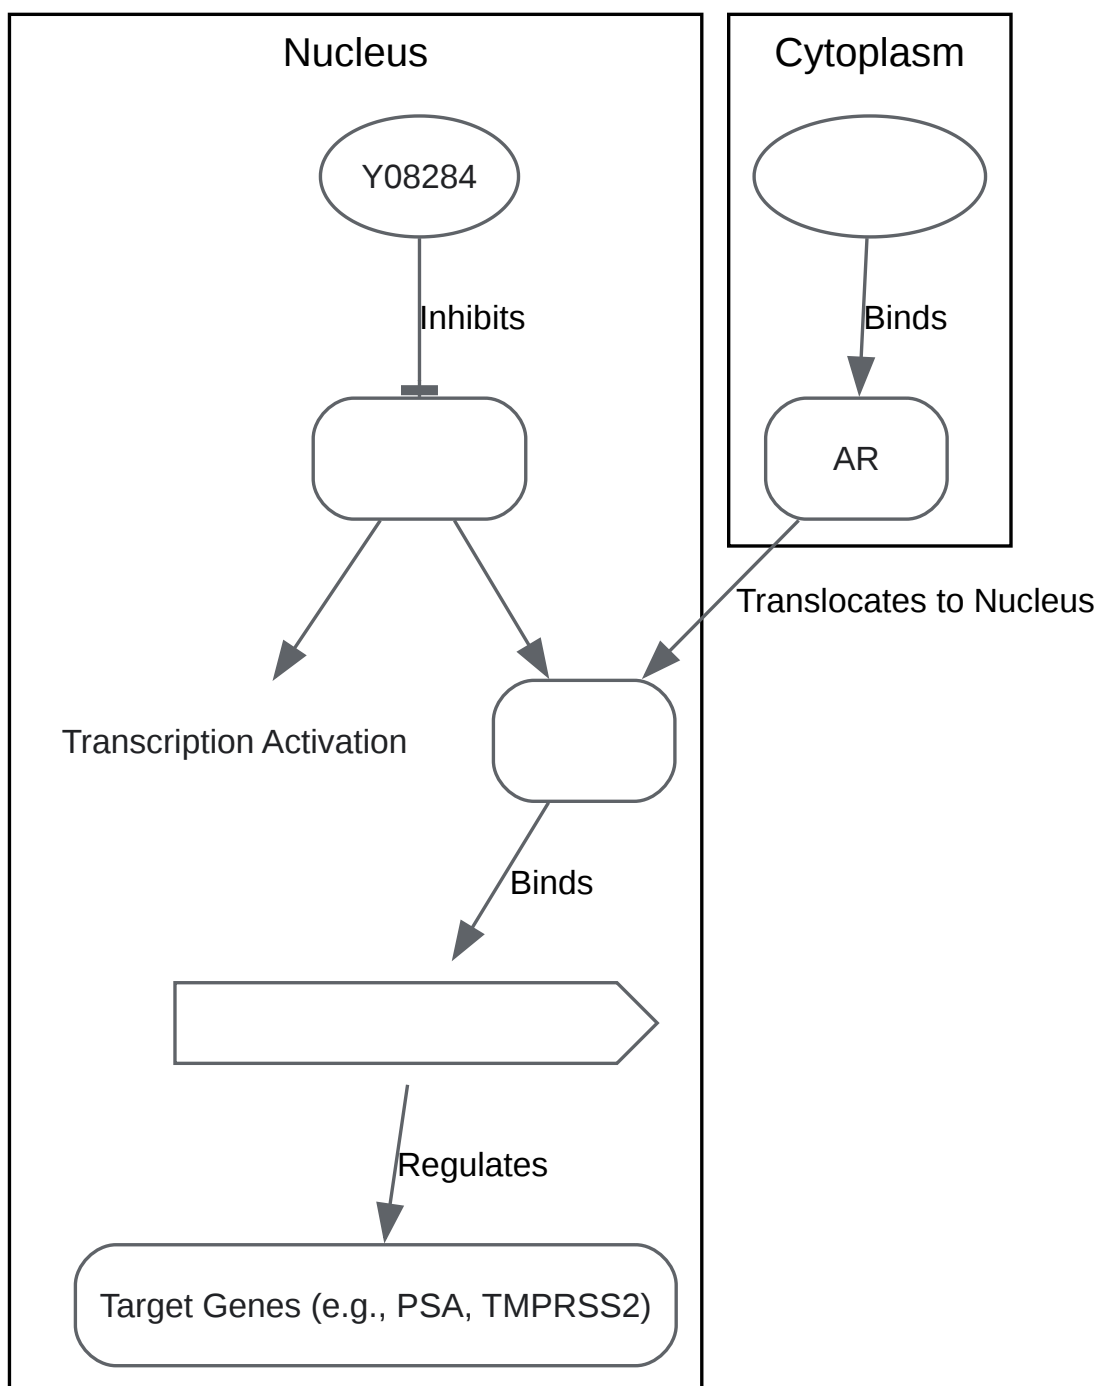 Nucleus
Cytoplasm
Y08284
Inhibits
Binds
AR
Translocates to Nucleus
Transcription Activation
Binds
Regulates
Target Genes (e.g., PSA, TMPRSS2)